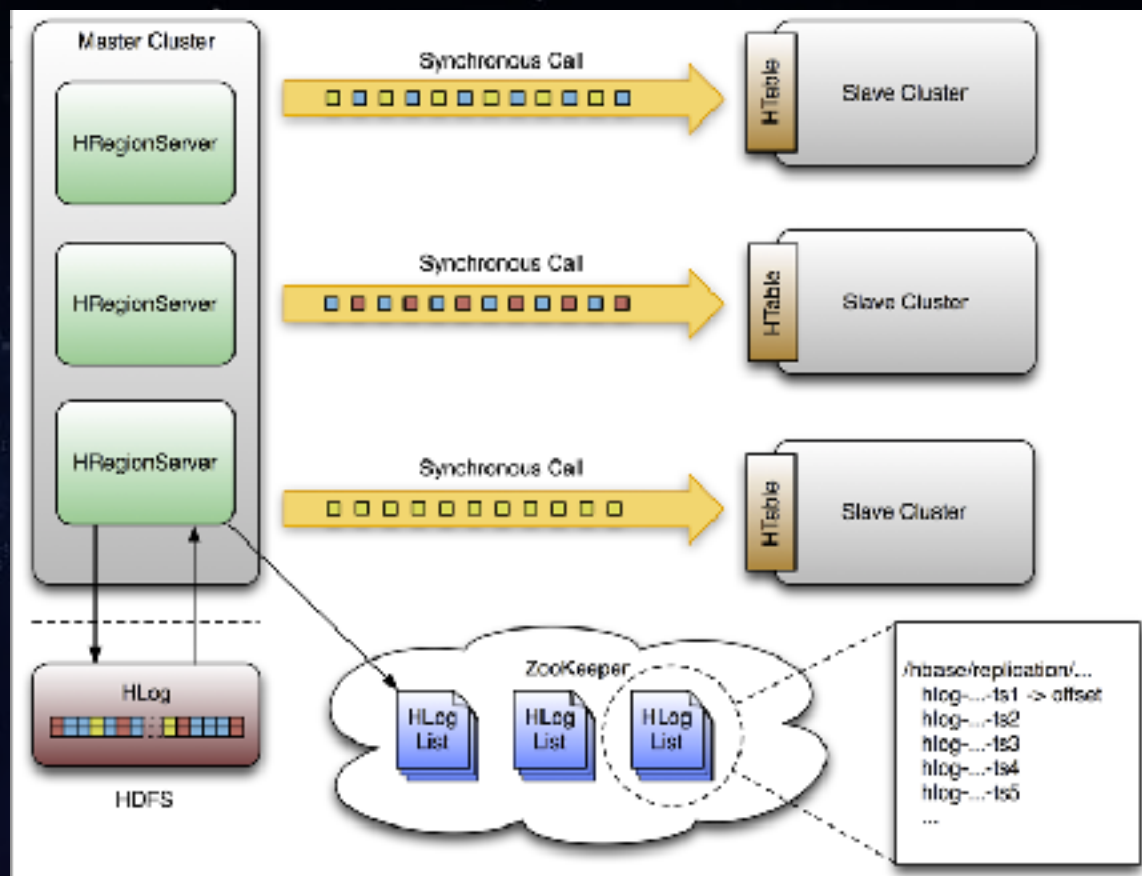 Master Cluster
HRegionServer
HRegionServer
HRegionServer
Synchronous Call
HTable
Slave Cluster
Synchronous Call
HTable
Slave Cluster
Synchronous Call
HTable
Slave Cluster
HLog
HDFS
ZooKeeper
HLog
List
HLog
List
HLog
List
/hbase/replication/...
hlog-...-ts1 -> offset
hlog-...-ts2
hlog-...-ts3
hlog-...-ts4
hlog-...-ts5
...